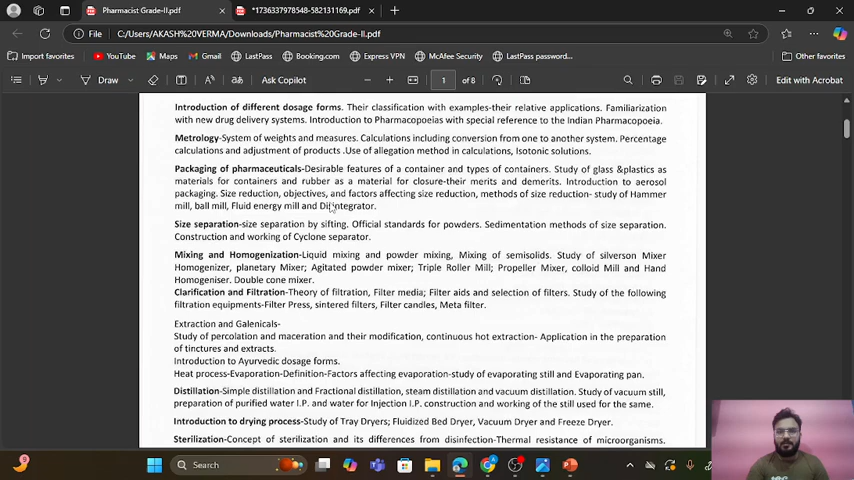 Pharmacist Grade-II.pdf
*1736337978548-582131169.pdf
File
C:/Users/AKASH%20VERMA/Downloads/Pharmacist%20Grade-II.pdf
Import favorites
YouTube
Maps
Gmail
LastPass
Booking.com
Express VPN
McAfee Security
LastPass password...
Other favorites
Draw
Ask Copilot
1 of 8
Edit with Acrobat
Introduction of different dosage forms. Their classification with examples-their relative applications. Familiarization
with new drug delivery systems. Introduction to Pharmacopoeias with special reference to the Indian Pharmacopoeia.
Metrology-System of weights and measures. Calculations including conversion from one to another system. Percentage
calculations and adjustment of products .Use of allegation method in calculations, Isotonic solutions.
Packaging of pharmaceuticals-Desirable features of a container and types of containers. Study of glass &plastics as
materials for containers and rubber as a material for closure-their merits and demerits. Introduction to aerosol
packaging. Size reduction, objectives, and factors affecting size reduction, methods of size reduction- study of Hammer
mill, ball mill, Fluid energy mill and Disintegrator.
Size separation-size separation by sifting. Official standards for powders. Sedimentation methods of size separation.
Construction and working of Cyclone separator.
Mixing and Homogenization-Liquid mixing and powder mixing, Mixing of semisolids. Study of silverson Mixer
Homogenizer, planetary Mixer; Agitated powder mixer; Triple Roller Mill; Propeller Mixer, colloid Mill and Hand
Homogeniser. Double cone mixer.
Clarification and Filtration-Theory of filtration, Filter media; Filter aids and selection of filters. Study of the following
filtration equipments-Filter Press, sintered filters, Filter candles, Meta filter.
Extraction and Galenicals-
Study of percolation and maceration and their modification, continuous hot extraction- Application in the preparation
of tinctures and extracts.
Introduction to Ayurvedic dosage forms.
Heat process-Evaporation-Definition-Factors affecting evaporation-study of evaporating still and Evaporating pan.
Distillation-Simple distillation and Fractional distillation, steam distillation and vacuum distillation. Study of vacuum still,
preparation of purified water I.P. and water for Injection I.P. construction and working of the still used for the same.
Introduction to drying process-Study of Tray Dryers; Fluidized Bed Dryer, Vacuum Dryer and Freeze Dryer.
Sterilization-Concept of sterilization and its differences from disinfection-Thermal resistance of microorganisms.
9
Search